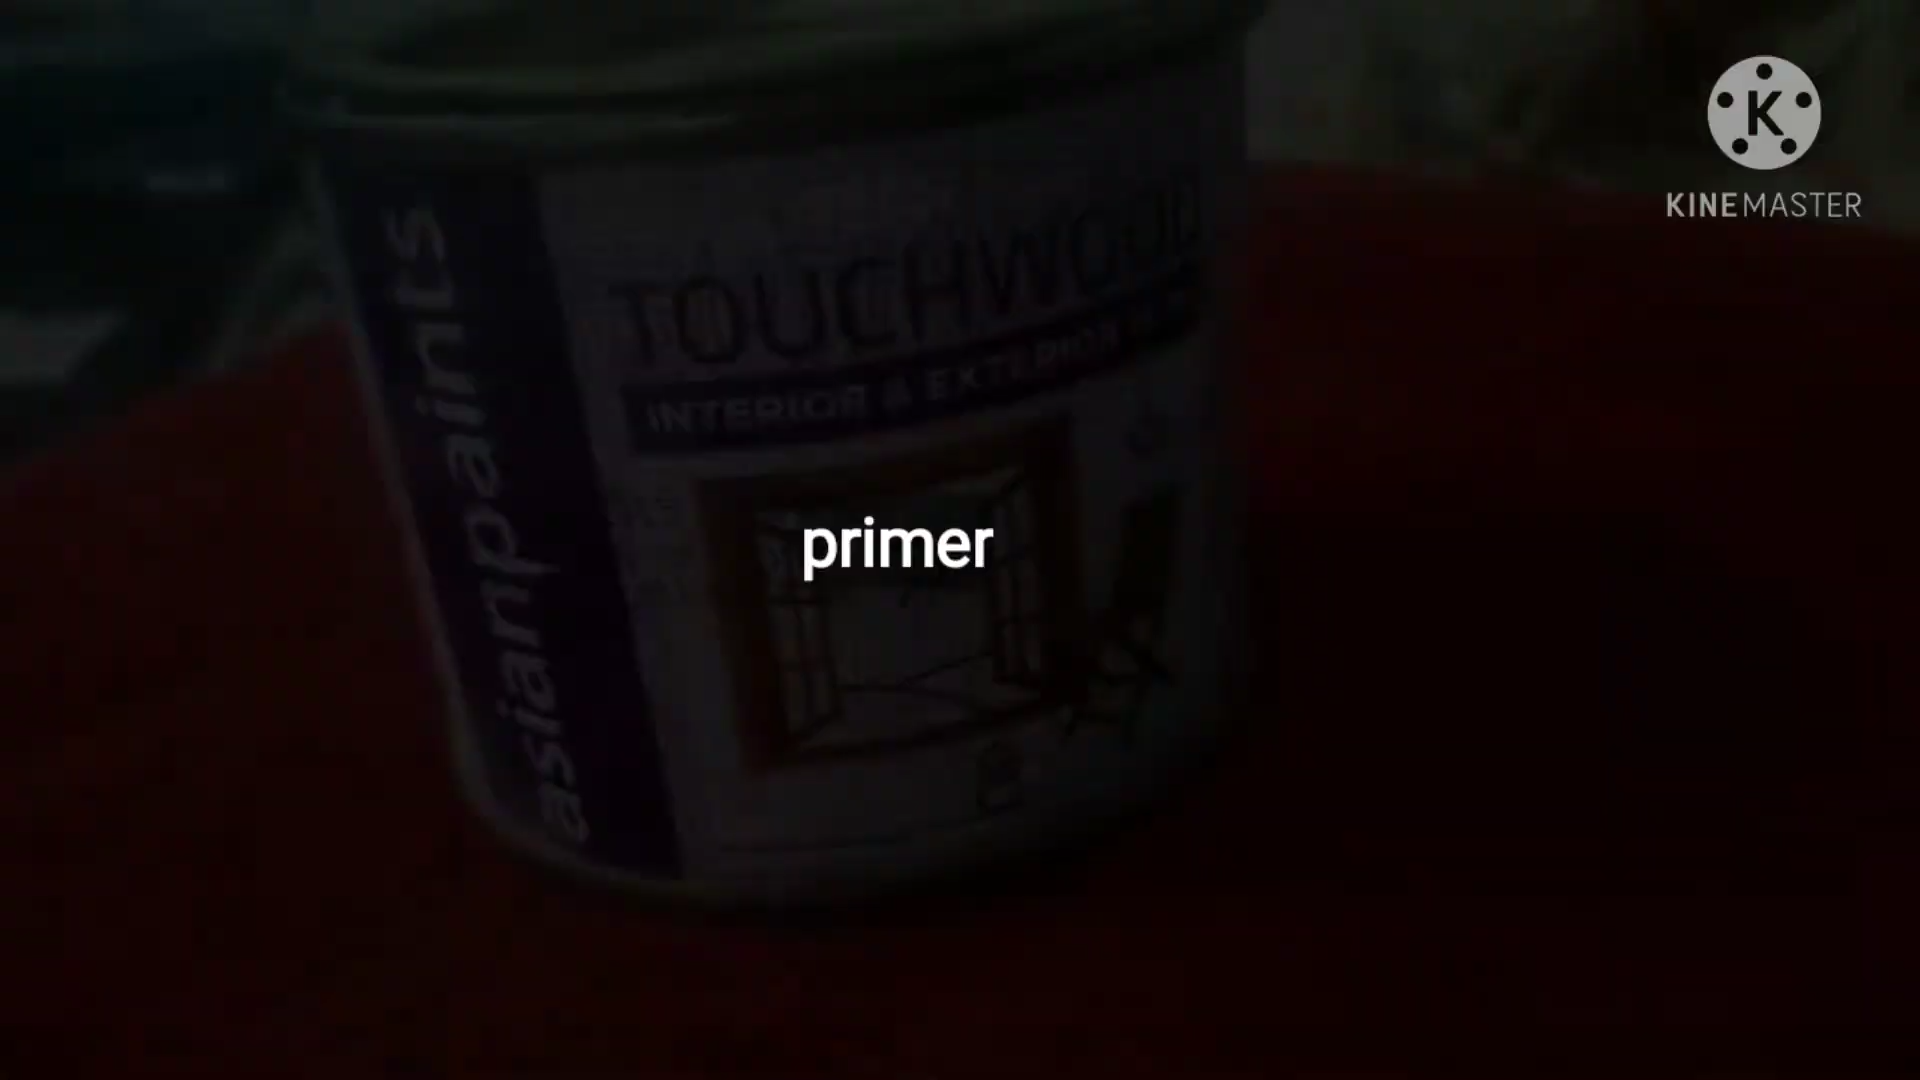 KINEMASTER
asianpaints
TOUCHWOOD
INTERIOR & EXTERIOR
primer